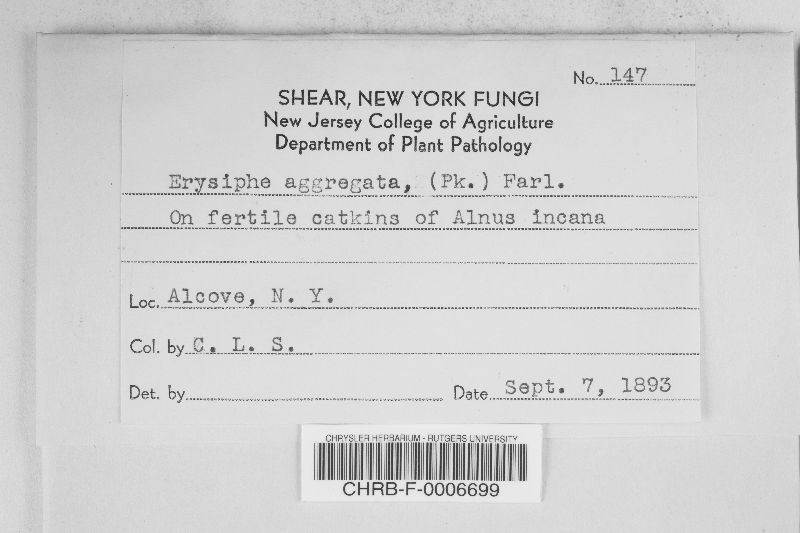 No. 147
SHEAR, NEW YORK FUNGI
New Jersey College of Agriculture
Department of Plant Pathology
Erysiphe aggregata, (Pk.) Farl.
On fertile catkins of Alnus incana
Loc. Alcove, N. Y.
Col. by C. L. S.
Det. by
Date Sept. 7, 1893
CHRYSLER HERBARIUM - RUTGERS UNIVERSITY
CHRB-F-0006699